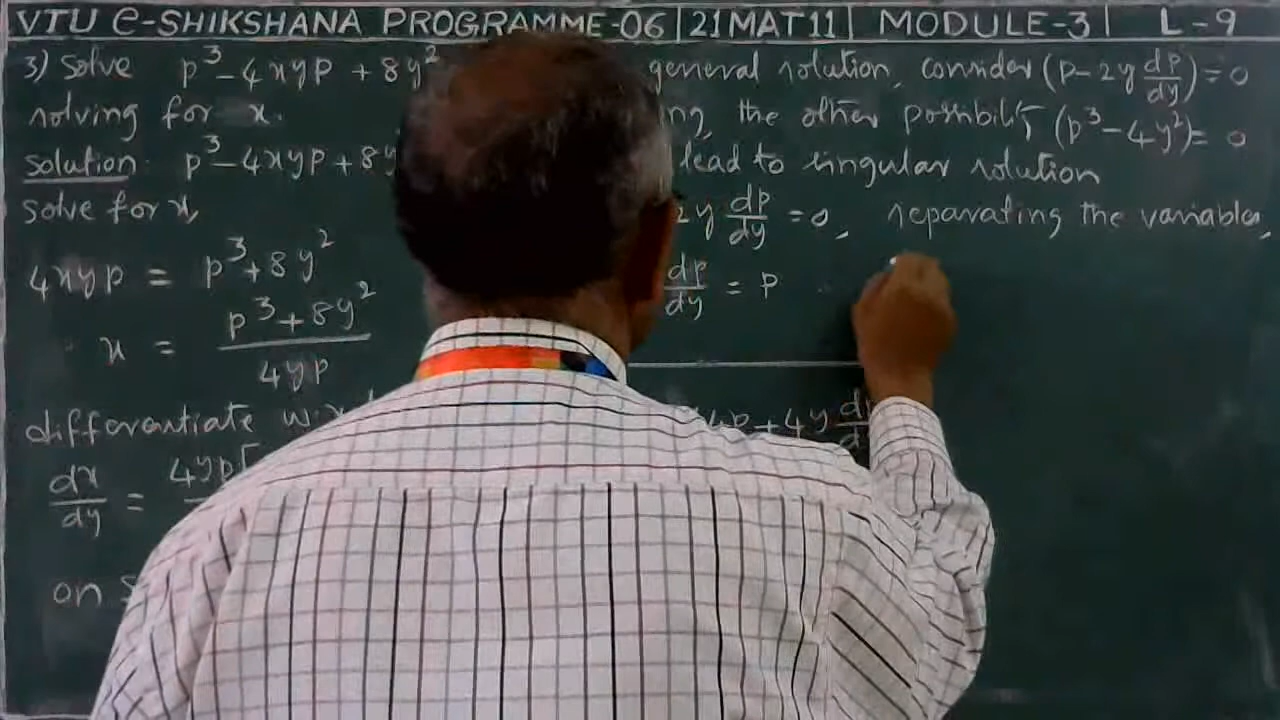 VTU e-SHIKSHANA PROGRAMME-06 | 21MAT11 | MODULE-3 | L-9
3) Solve p³ - 4xyp + 8y²
solving for x.
solution: p³ - 4xyp + 8y
solve for x,
4xyp = p³ + 8y²
x = p³ + 8y² / 4yp
differentiate w.
dx/dy = 4yp[
on
general solution, consider (p - 2y dp/dy) = 0
the other possibility (p³ - 4y²) = 0
lead to singular solution
2y dp/dy = 0, separating the variables,
dp/dy = p
4p + 4y